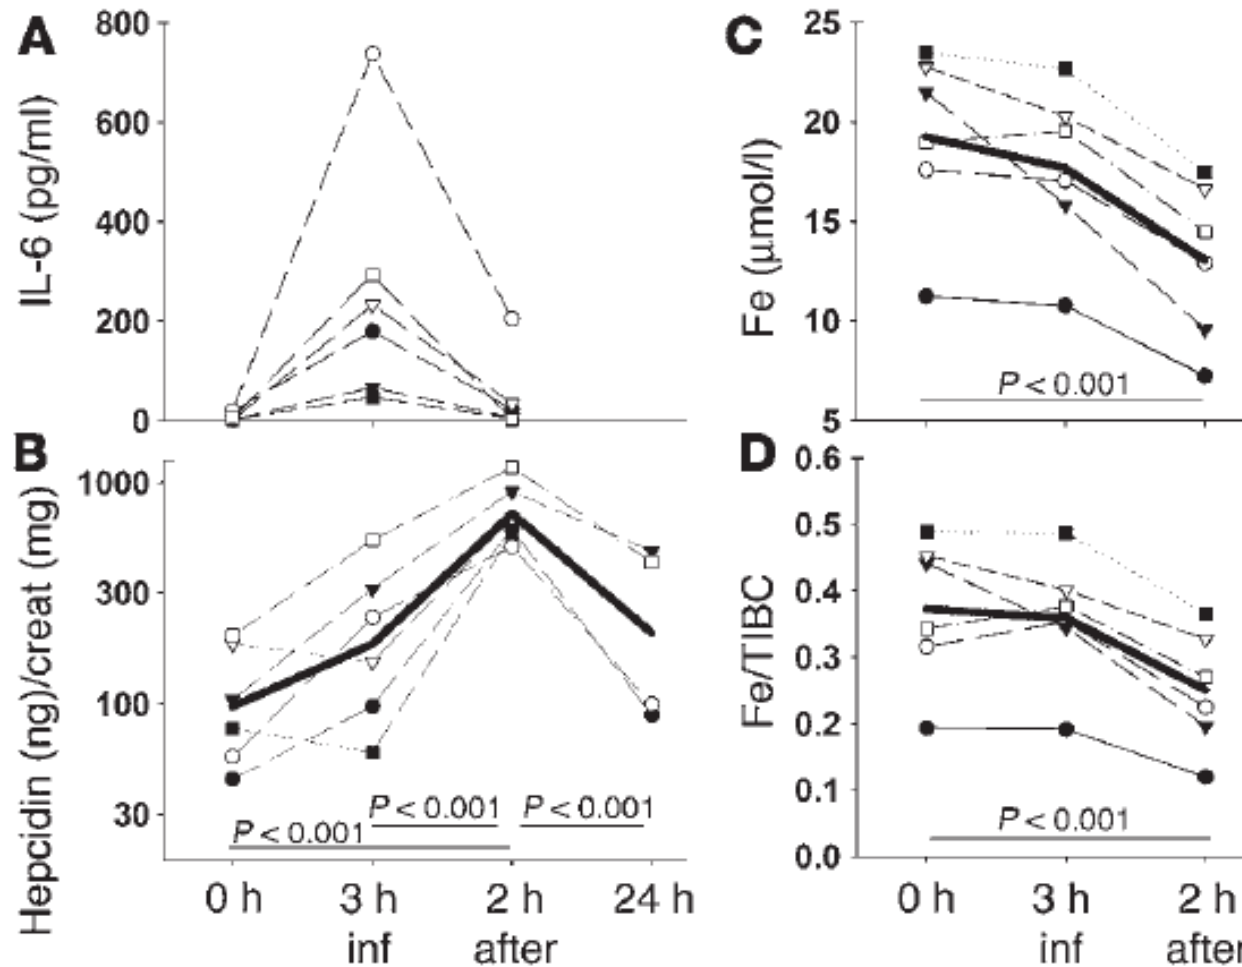 A
IL-6 (pg/ml)
800
600
400
200
0
B
Hepcidin (ng)/creat (mg)
1000
300
100
30
P < 0.001
P < 0.001
P < 0.001
0 h
3 h
inf
2 h
after
24 h
C
Fe (μmol/l)
25
20
15
10
5
P < 0.001
D
Fe/TIBC
0.6
0.5
0.4
0.3
0.2
0.1
0.0
P < 0.001
0 h
3 h
inf
2 h
after